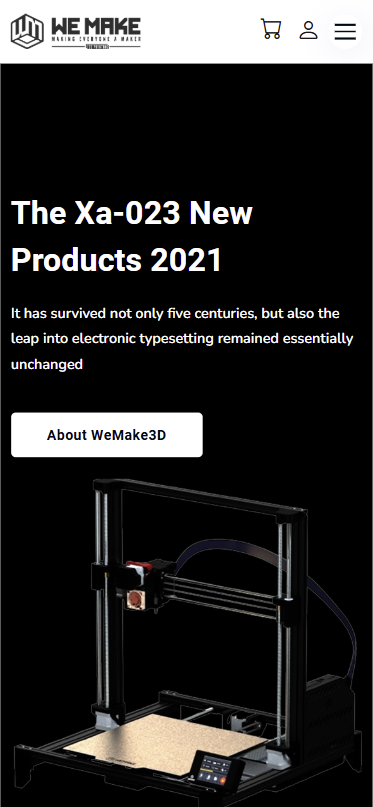 WE MAKE
MAKING EVERYONE A MAKER
The Xa-023 New
Products 2021
It has survived not only five centuries, but also the
leap into electronic typesetting remained essentially
unchanged
About WeMake3D